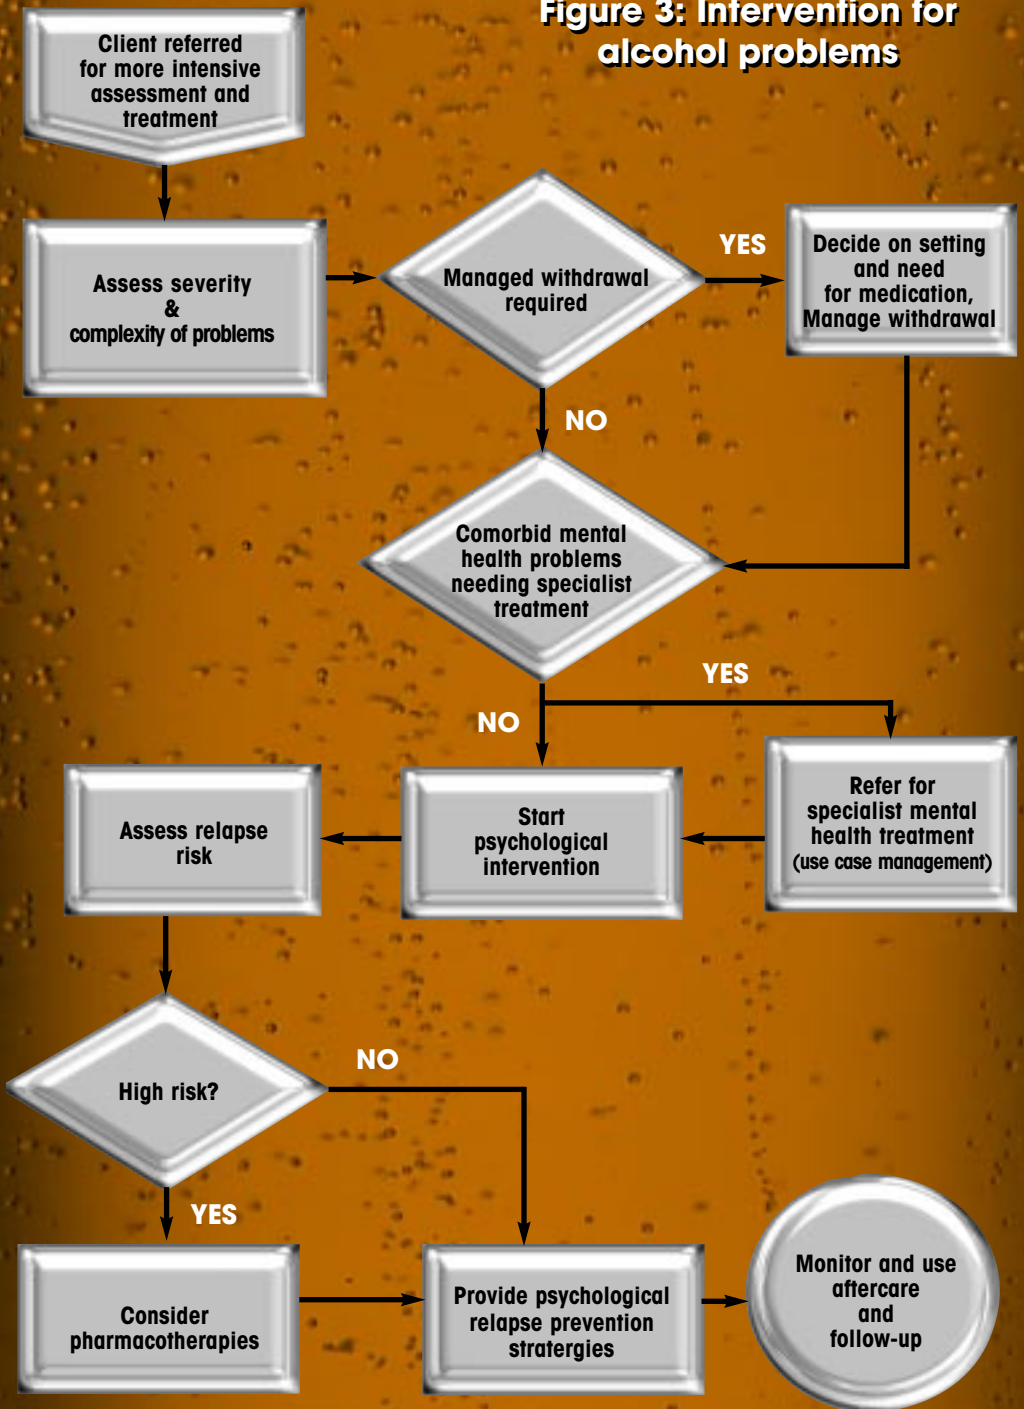 Figure 3: Intervention for
alcohol problems
Client referred
for more intensive
assessment and
treatment
Assess severity
&
complexity of problems
Managed withdrawal
required
YES
Decide on setting
and need
for medication,
Manage withdrawal
NO
Comorbid mental
health problems
needing specialist
treatment
YES
NO
Refer for
specialist mental
health treatment
(use case management)
Start
psychological
intervention
Assess relapse
risk
High risk?
NO
YES
Consider
pharmacotherapies
Provide psychological
relapse prevention
stratergies
Monitor and use
aftercare
and
follow-up